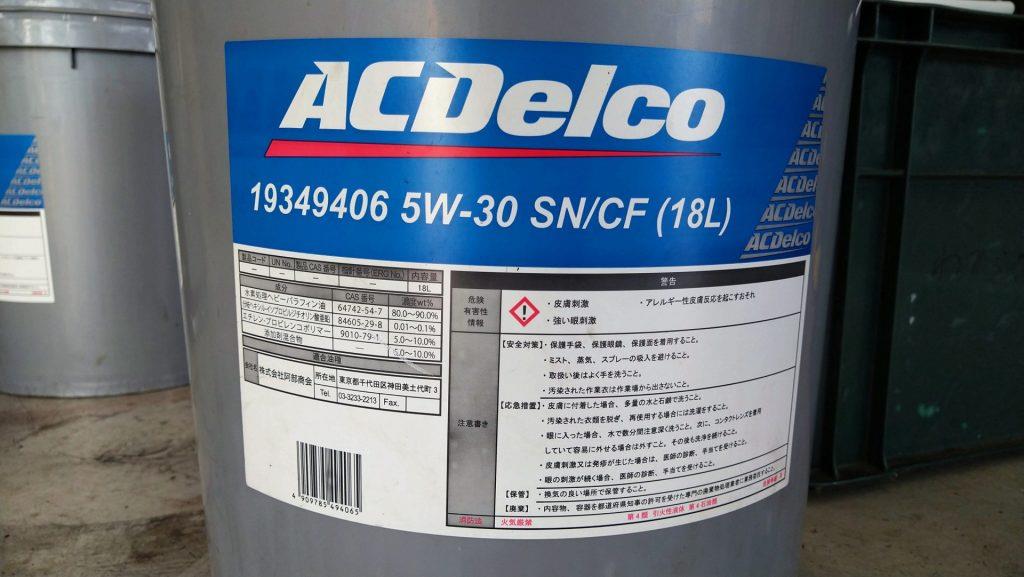 ACDelco
19349406 5W-30 SN/CF (18L)
ACDelco
製品コード UN No. 製品 CAS 番号 指針番号 (ERG No.) 内容量
— — — — 18L
成分 CAS 番号 濃度wt%
水素処理ヘビーパラフィン油 64742-54-7 80.0~90.0%
84605-29-8 0.01~0.1%
エチレン・プロピレンコポリマー 9010-79-1 5.0~10.0%
添加剤混合物 — 5.0~10.0%
適合油種
会社名 株式会社阿部商会 所在地 東京都千代田区神田美土代町 3
Tel. 03-3233-2213 Fax.
4 909785 494065
警告
危険
有害性
情報
・皮膚刺激 ・アレルギー性皮膚反応を起こすおそれ
・強い眼刺激
注意書き
【安全対策】・保護手袋、保護眼鏡、保護面を着用すること。
・ミスト、蒸気、スプレーの吸入を避けること。
・取扱い後はよく手を洗うこと。
・汚染された作業衣は作業場から出さないこと。
【応急措置】・皮膚に付着した場合、多量の水と石鹸で洗うこと。
・汚染された衣類を脱ぎ、再使用する場合には洗濯をすること。
・眼に入った場合、水で数分間注意深く洗うこと。次に、コンタクトレンズを着用
していて容易に外せる場合は外すこと。その後も洗浄を続けること。
・皮膚刺激又は発疹が生じた場合は、医師の診断、手当てを受けること。
・眼の刺激が続く場合、医師の診断、手当てを受けること。
【保管】・換気の良い場所で保管すること。
【廃棄】・内容物、容器を都道府県知事の許可を受けた専門の廃棄物処理業者に業務委託すること。
消防法 火気厳禁 第4類 引火性液体 第4石油類